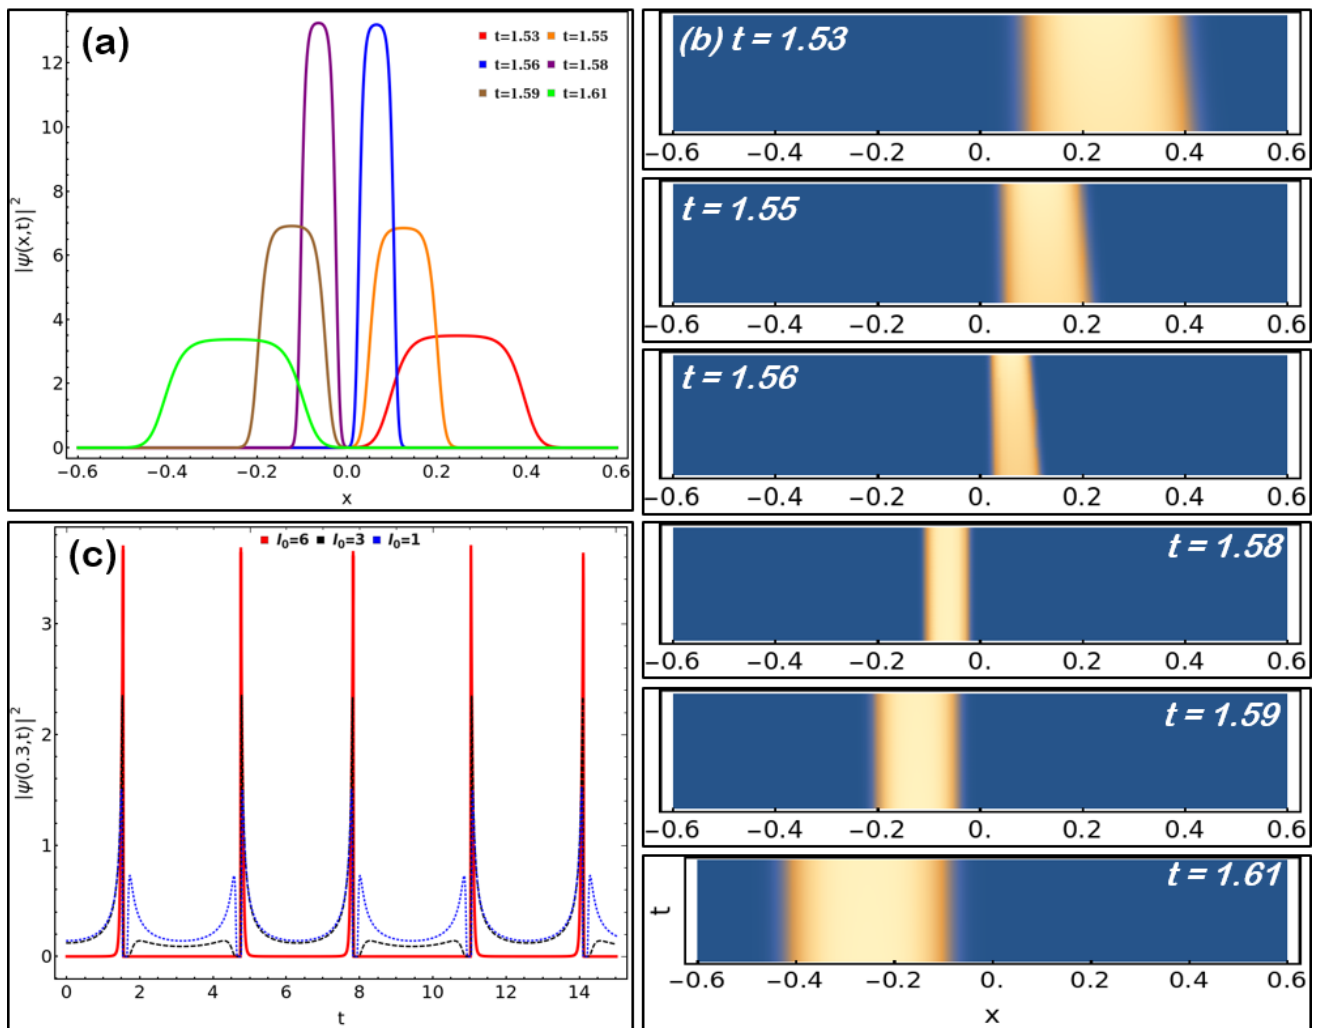 (a)
t=1.53 t=1.55
t=1.56 t=1.58
t=1.59 t=1.61
|ψ(x,t)|²
12
10
8
6
4
2
0
−0.6 −0.4 −0.2 0.0 0.2 0.4 0.6
x
(c)
I₀=6 I₀=3 I₀=1
|ψ(0.3,t)|²
3
2
1
0
0 2 4 6 8 10 12 14
t
(b) t = 1.53
−0.6 −0.4 −0.2 0. 0.2 0.4 0.6
t = 1.55
−0.6 −0.4 −0.2 0. 0.2 0.4 0.6
t = 1.56
−0.6 −0.4 −0.2 0. 0.2 0.4 0.6
t = 1.58
−0.6 −0.4 −0.2 0. 0.2 0.4 0.6
t = 1.59
−0.6 −0.4 −0.2 0. 0.2 0.4 0.6
t = 1.61
t
−0.6 −0.4 −0.2 0. 0.2 0.4 0.6
x